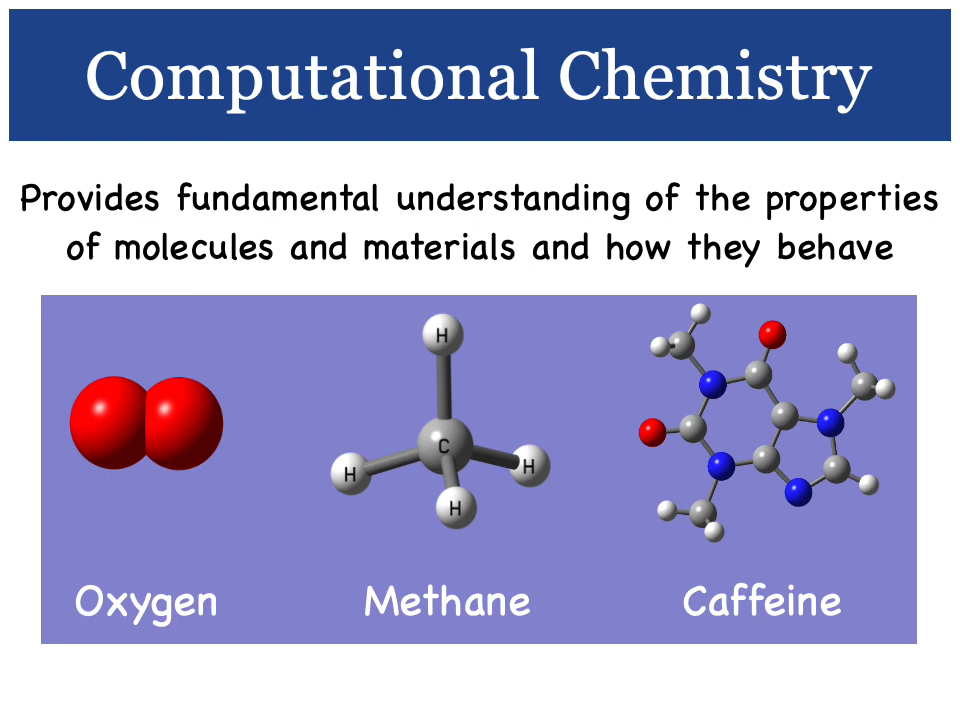 Computational Chemistry
Provides fundamental understanding of the properties
of molecules and materials and how they behave
H
C
H
H
H
Oxygen Methane Caffeine